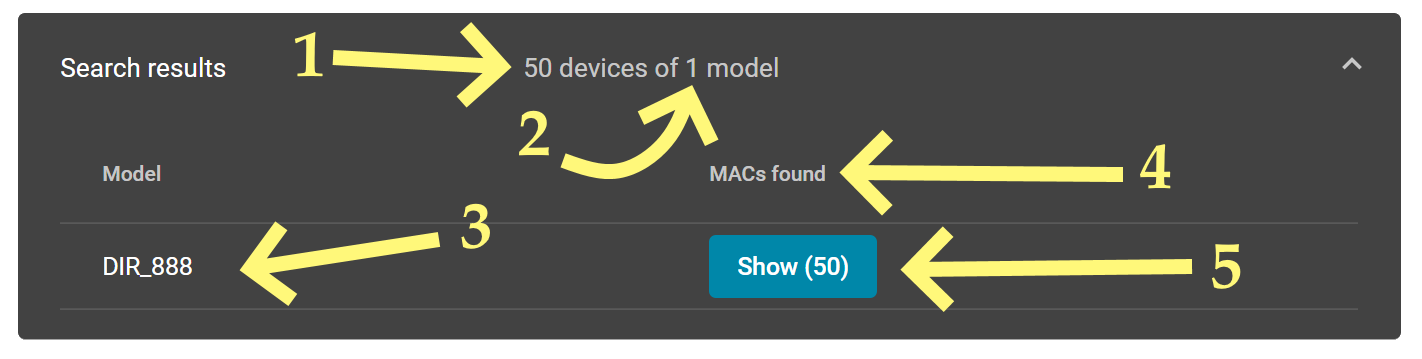 Search results 1 50 devices of 1 model
2
Model MACs found 4
3
DIR_888 Show (50) 5